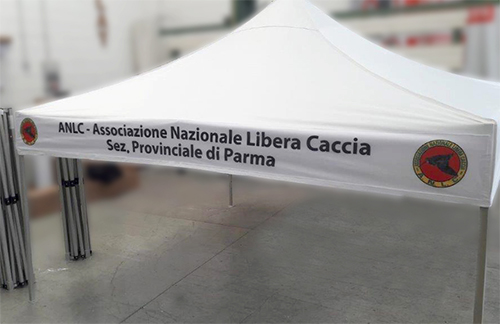 ANLC - Associazione Nazionale Libera Caccia
Sez, Provinciale di Parma